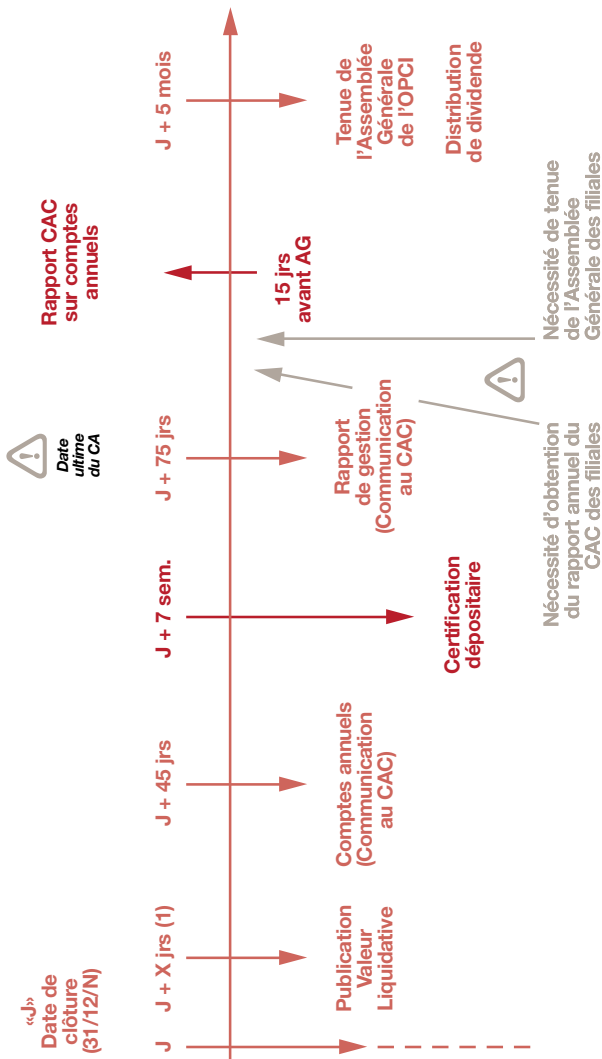 «J»
Date de
clôture
(31/12/N)
J
J + X jrs (1)
Publication
Valeur
Liquidative
J + 45 jrs
Comptes annuels
(Communication
au CAC)
J + 7 sem.
Certification
dépositaire
Date
ultime
du CA
J + 75 jrs
Rapport
de gestion
(Communication
au CAC)
Nécessité d'obtention
du rapport annuel du
CAC des filiales
Rapport CAC
sur comptes
annuels
15 jrs
avant AG
Nécessité de tenue
de l'Assemblée
Générale des filiales
J + 5 mois
Tenue de
l'Assemblée
Générale
de l'OPCI
Distribution
de dividende